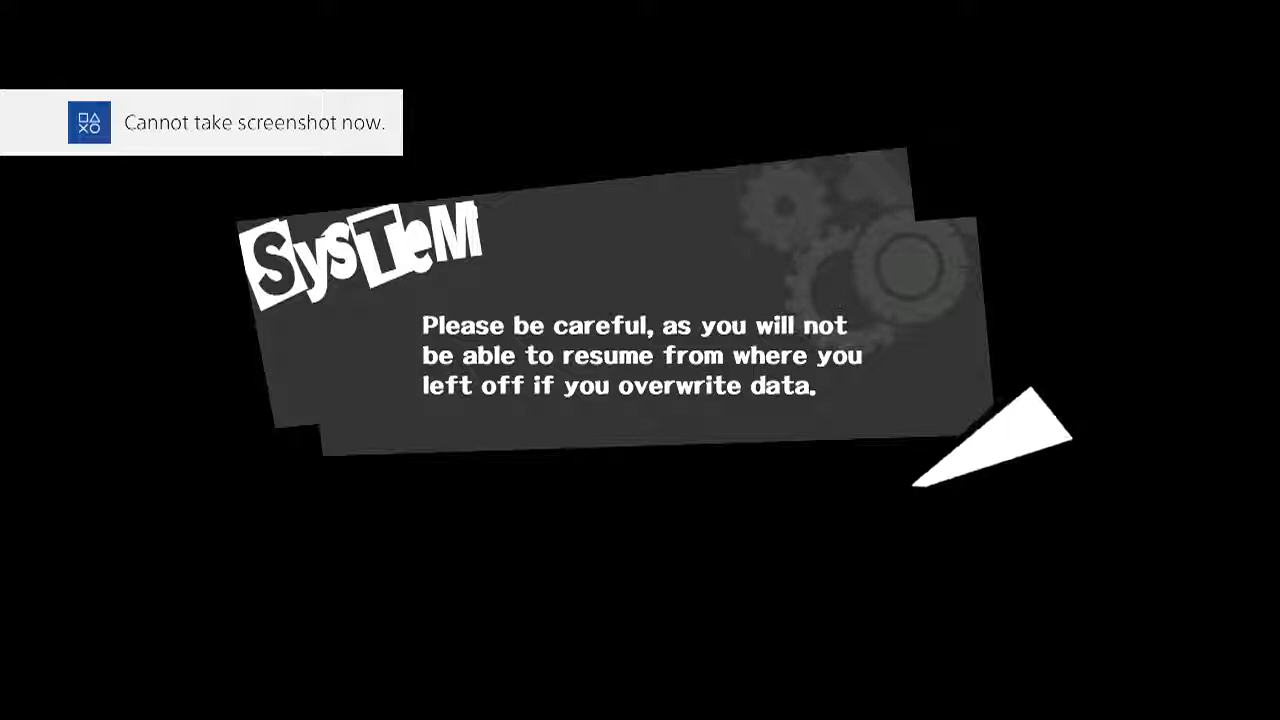 Cannot take screenshot now.
SysTeM
Please be careful, as you will not
be able to resume from where you
left off if you overwrite data.